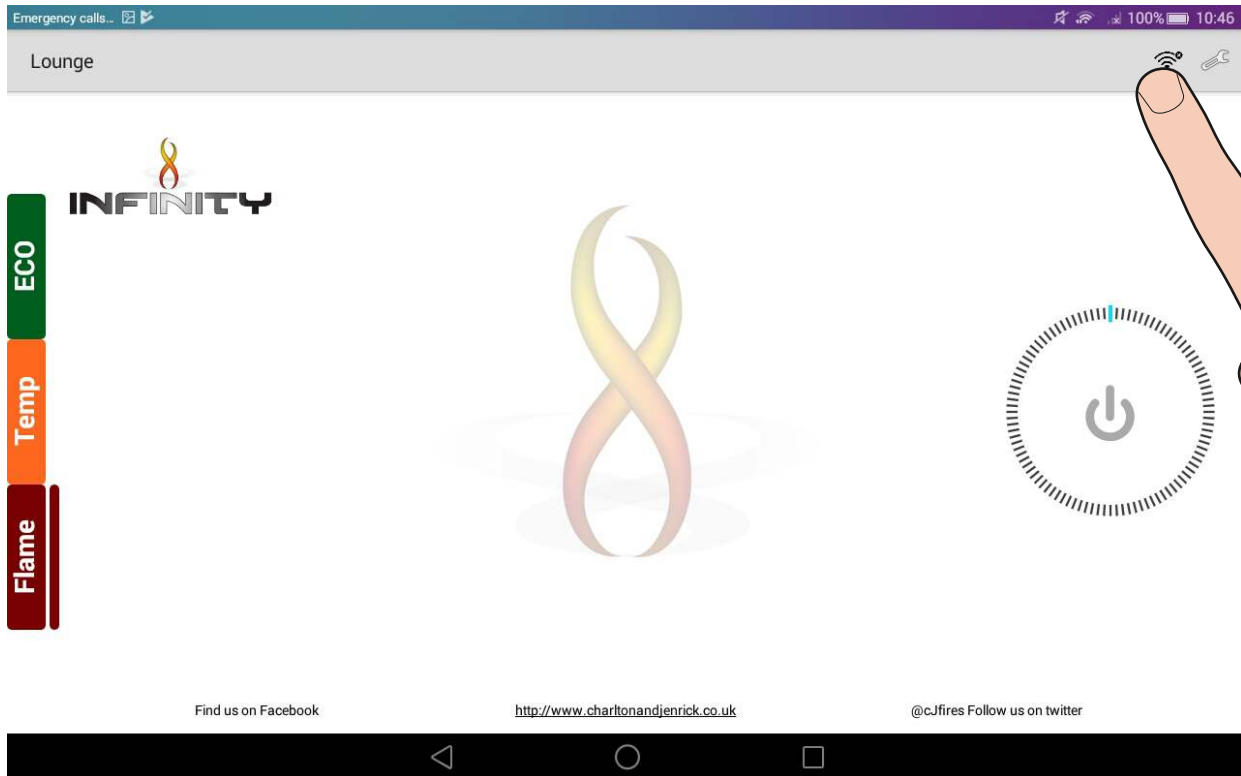 Emergency calls... 100% 10:46
Lounge
INFINITY
ECO
Temp
Flame
Find us on Facebook http://www.charltonandjenrick.co.uk @cJfires Follow us on twitter